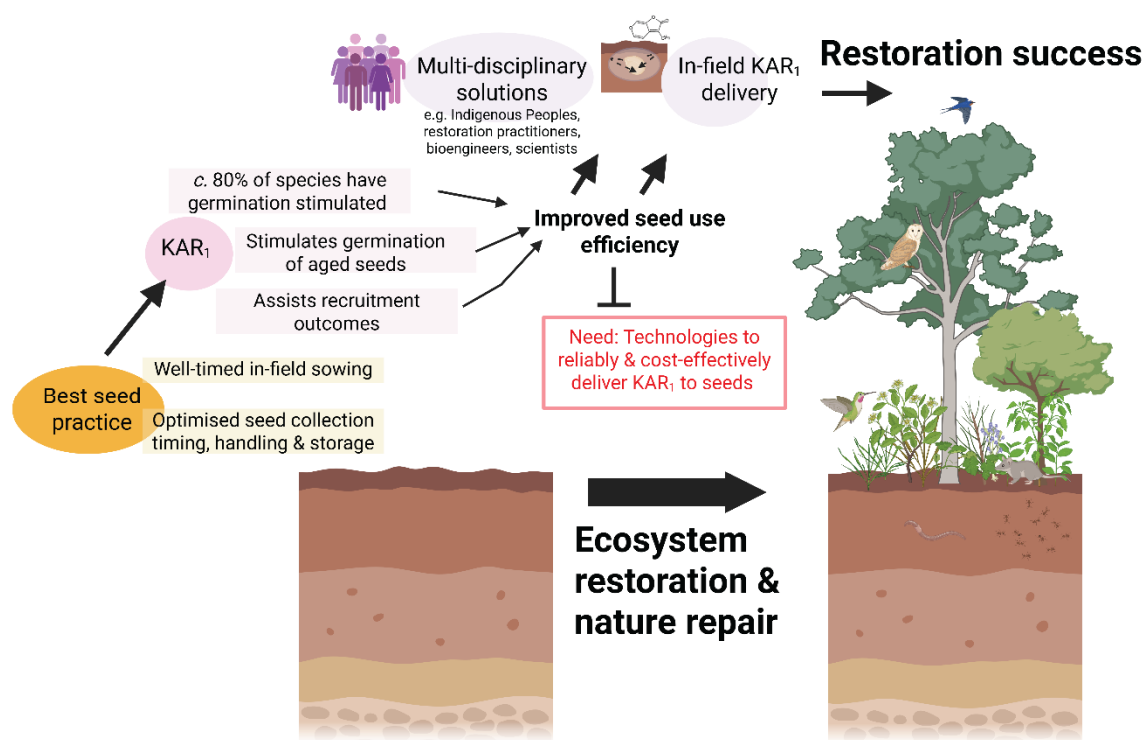 Restoration success
Multi-disciplinary
solutions
e.g. Indigenous Peoples,
restoration practitioners,
bioengineers, scientists
In-field KAR₁
delivery
c. 80% of species have
germination stimulated
KAR₁
Stimulates germination
of aged seeds
Assists recruitment
outcomes
Improved seed use
efficiency
Need: Technologies to
reliably & cost-effectively
deliver KAR₁ to seeds
Best seed
practice
Well-timed in-field sowing
Optimised seed collection
timing, handling & storage
Ecosystem
restoration &
nature repair